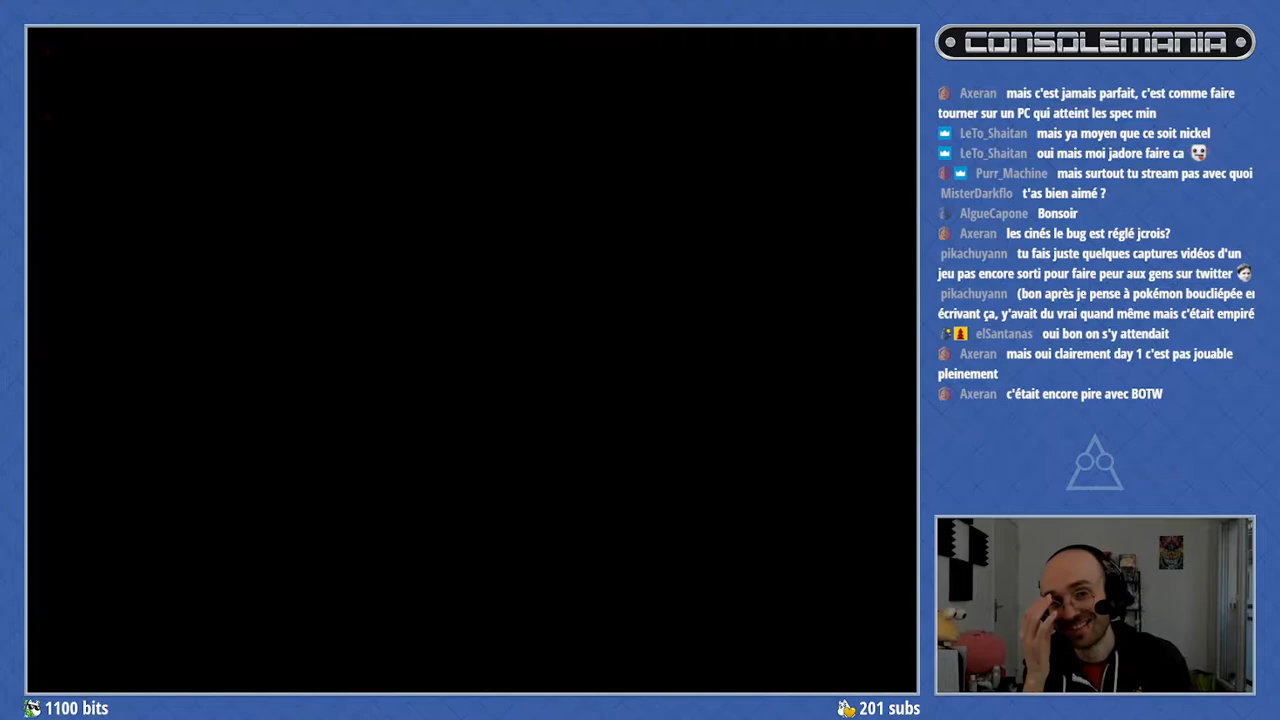 CONSOLEMANIA
Axeran mais c'est jamais parfait, c'est comme faire
tourner sur un PC qui atteint les spec min
LeTo_Shaitan mais ya moyen que ce soit nickel
LeTo_Shaitan oui mais moi jadore faire ca
Purr_Machine mais surtout tu stream pas avec quoi
MisterDarkflo t'as bien aimé ?
AlgueCapone Bonsoir
Axeran les cinés le bug est réglé jcrois?
pikachuyann tu fais juste quelques captures vidéos d'un
jeu pas encore sorti pour faire peur aux gens sur twitter
pikachuyann (bon après je pense à pokémon boucliépée en
écrivant ça, y'avait du vrai quand même mais c'était empiré
elSantanas oui bon on s'y attendait
Axeran mais oui clairement day 1 c'est pas jouable
pleinement
Axeran c'était encore pire avec BOTW
1100 bits
201 subs